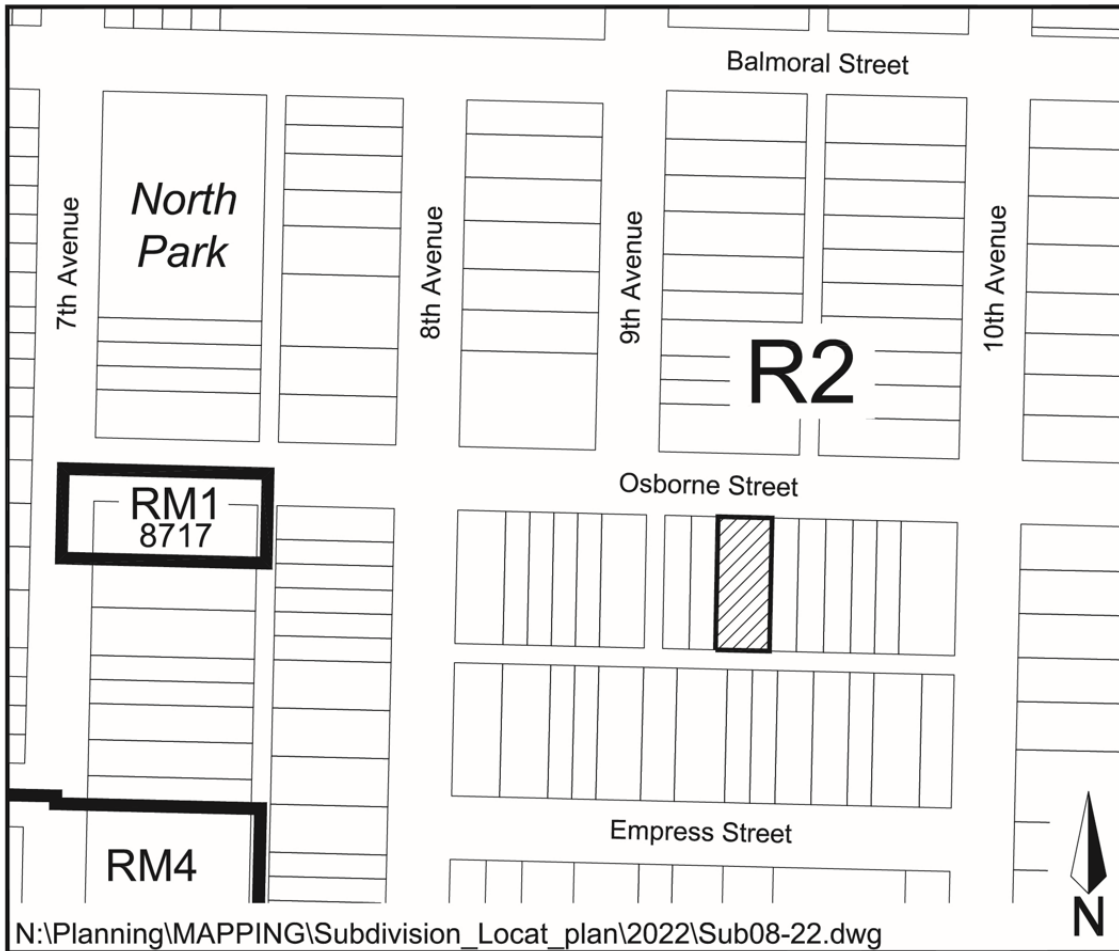 Balmoral Street
North
Park
7th Avenue
8th Avenue
9th Avenue
10th Avenue
R2
RM1
8717
Osborne Street
Empress Street
RM4
N
N:\Planning\MAPPING\Subdivision_Locat_plan\2022\Sub08-22.dwg